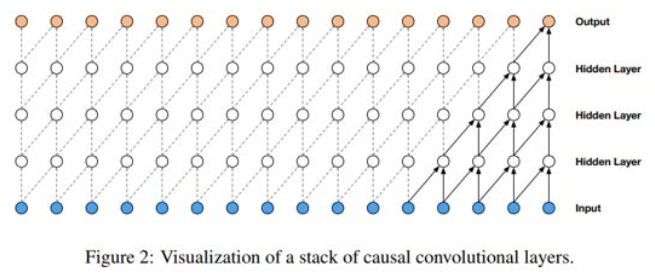 Output
Hidden Layer
Hidden Layer
Hidden Layer
Input
Figure 2: Visualization of a stack of causal convolutional layers.